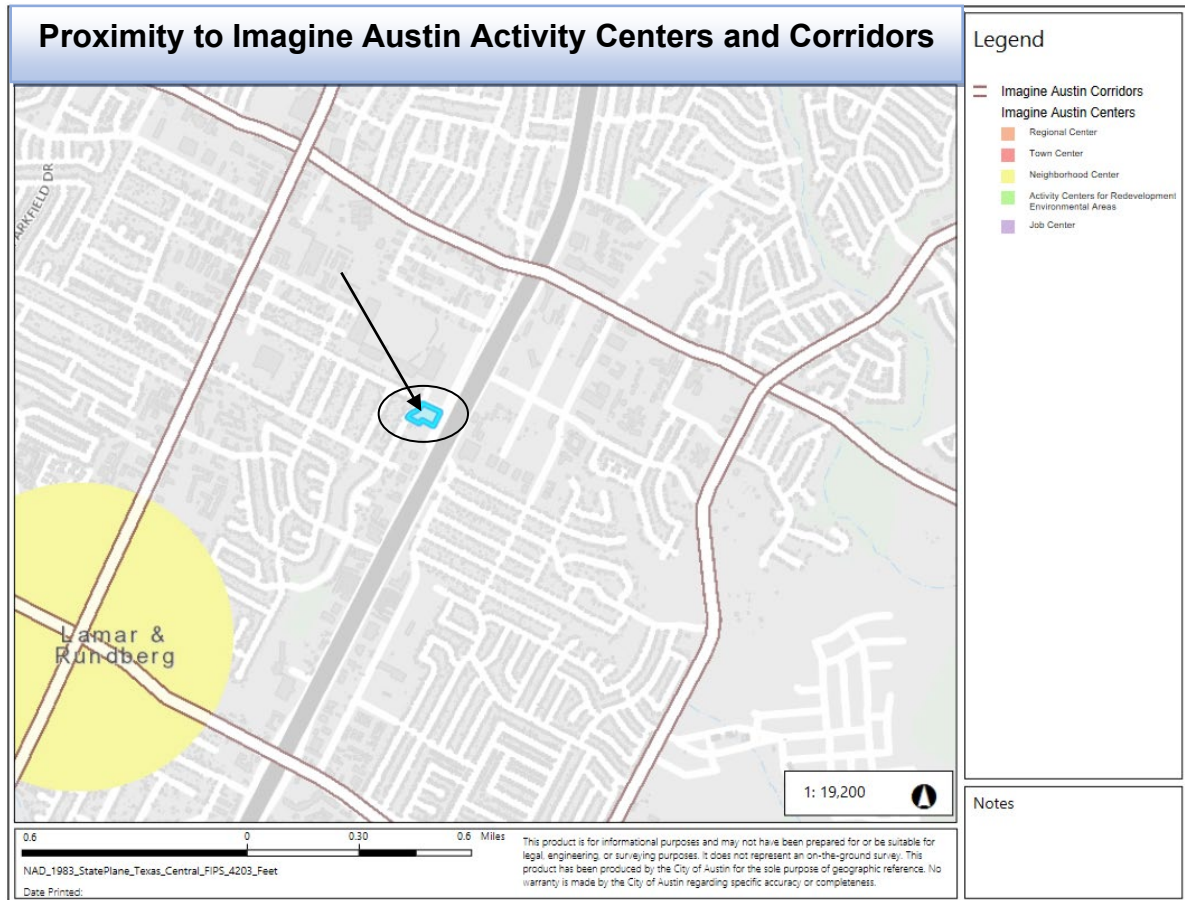 Proximity to Imagine Austin Activity Centers and Corridors
Legend
Imagine Austin Corridors
Imagine Austin Centers
Regional Center
Town Center
Neighborhood Center
Activity Centers for Redevelopment
Environmental Areas
Job Center
ARKFIELD DR
Lamar &
Rundberg
1: 19,200
Notes
0.6 0 0.30 0.6 Miles
NAD_1983_StatePlane_Texas_Central_FIPS_4203_Feet
Date Printed:
This product is for informational purposes and may not have been prepared for or be suitable for
legal, engineering, or surveying purposes. It does not represent an on-the-ground survey. This
product has been produced by the City of Austin for the sole purpose of geographic reference. No
warranty is made by the City of Austin regarding specific accuracy or completeness.